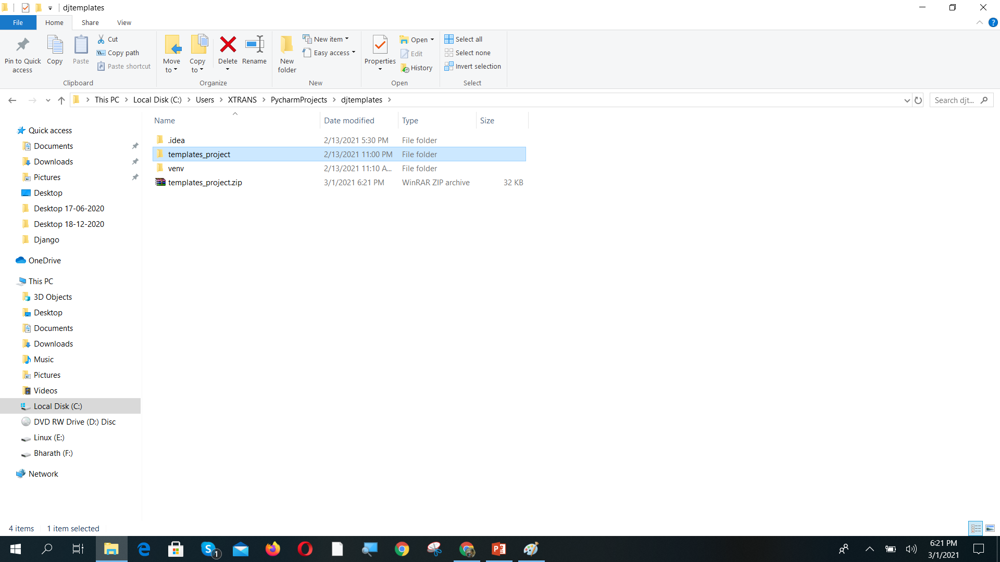 djtemplates
File Home Share View
Pin to Quick access
Copy
Paste
Cut
Copy path
Paste shortcut
Clipboard
Move to
Copy to
Delete
Rename
Organize
New folder
New item
Easy access
New
Properties
Open
Edit
History
Open
Select all
Select none
Invert selection
Select
This PC Local Disk (C:) Users XTRANS PycharmProjects djtemplates
Search djt...
Name Date modified Type Size
.idea 2/13/2021 5:30 PM File folder
templates_project 2/13/2021 11:00 PM File folder
venv 2/13/2021 11:10 A... File folder
templates_project.zip 3/1/2021 6:21 PM WinRAR ZIP archive 32 KB
Quick access
Documents
Downloads
Pictures
Desktop
Desktop 17-06-2020
Desktop 18-12-2020
Django
OneDrive
This PC
3D Objects
Desktop
Documents
Downloads
Music
Pictures
Videos
Local Disk (C:)
DVD RW Drive (D:) Disc
Linux (E:)
Bharath (F:)
Network
4 items 1 item selected
1
6:21 PM
3/1/2021